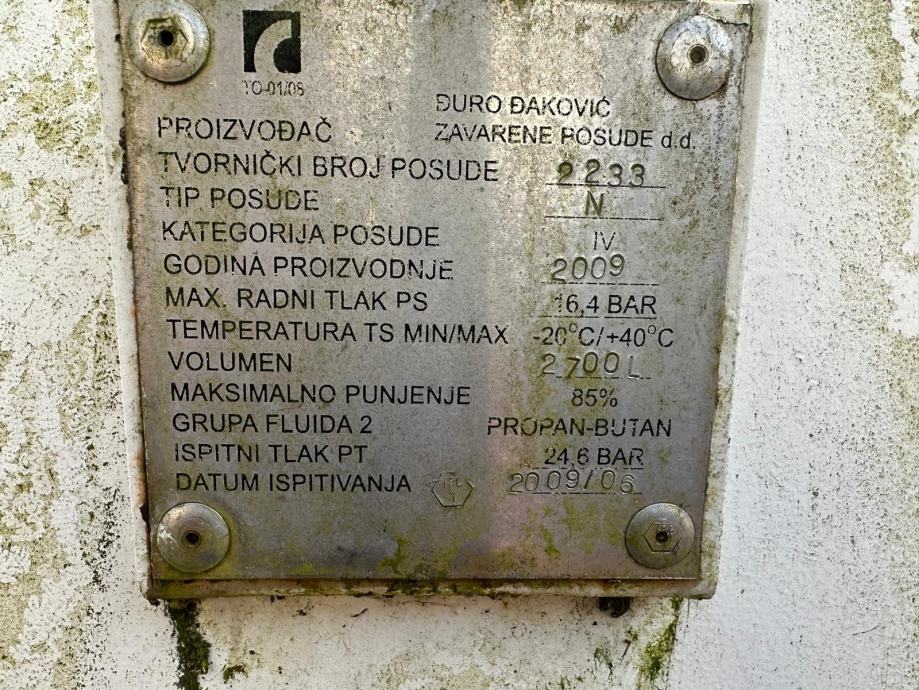 TO-01/08
PROIZVOĐAČ ĐURO ĐAKOVIĆ
ZAVARENE POSUDE d.d.
TVORNIČKI BROJ POSUDE 2233
TIP POSUDE N
KATEGORIJA POSUDE IV
GODINA PROIZVODNJE 2009
MAX. RADNI TLAK PS 16,4 BAR
TEMPERATURA TS MIN/MAX -20°C/+40°C
VOLUMEN 2700L
MAKSIMALNO PUNJENJE 85%
GRUPA FLUIDA 2 PROPAN-BUTAN
ISPITNI TLAK PT 24,6 BAR
DATUM ISPITIVANJA 2009/06